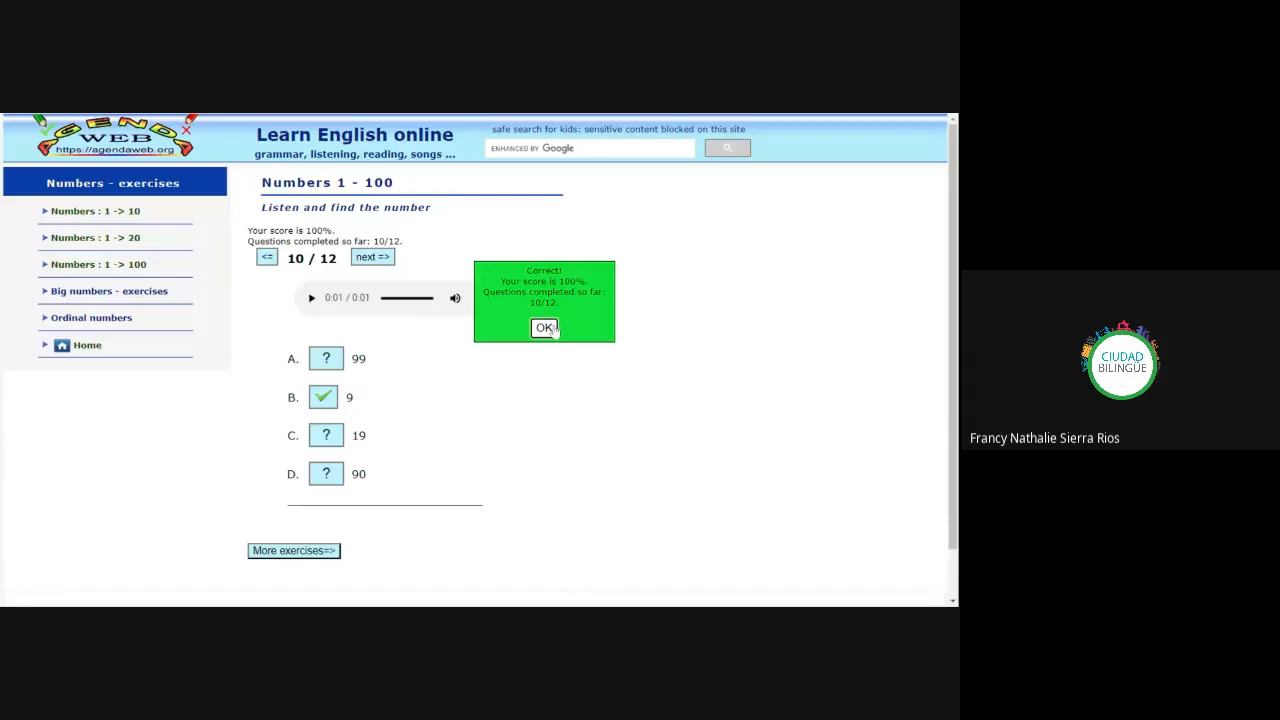 GENDA
WEB
https://agendaweb.org
Learn English online
grammar, listening, reading, songs ...
safe search for kids: sensitive content blocked on this site
ENHANCED BY Google
Numbers - exercises
Numbers : 1 -> 10
Numbers : 1 -> 20
Numbers : 1 -> 100
Big numbers - exercises
Ordinal numbers
Home
Numbers 1 - 100
Listen and find the number
Your score is 100%.
Questions completed so far: 10/12.
<= 10 / 12 next =>
0:01 / 0:01
Correct!
Your score is 100%.
Questions completed so far:
10/12.
OK
A. ? 99
B. 9
C. ? 19
D. ? 90
More exercises=>
CIUDAD
BILINGÜE
Francy Nathalie Sierra Rios